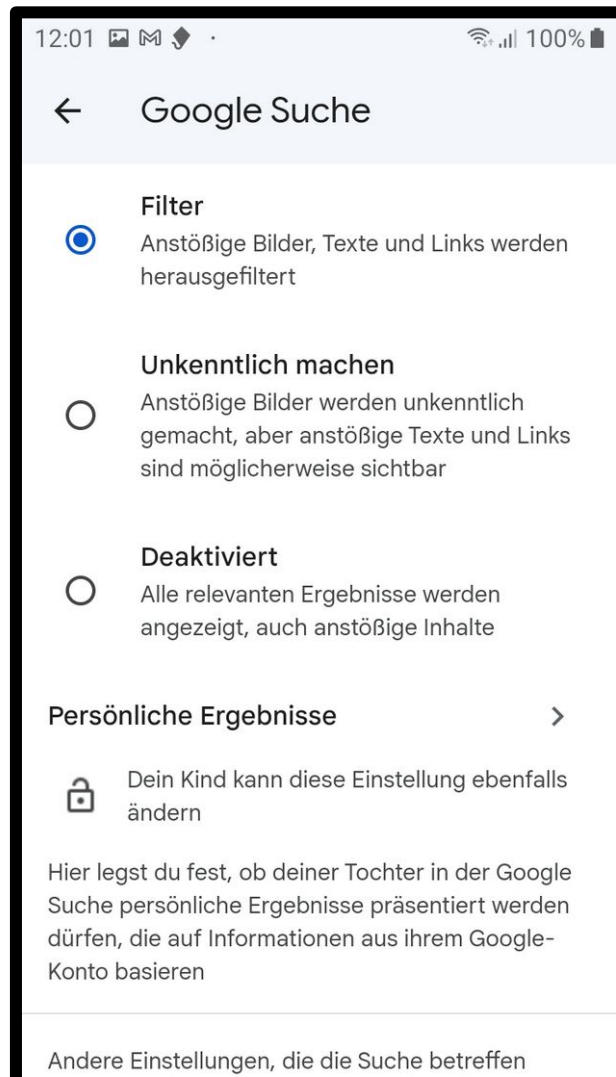 12:01
100%
Google Suche
Filter
Anstößige Bilder, Texte und Links werden
herausgefiltert
Unkenntlich machen
Anstößige Bilder werden unkenntlich
gemacht, aber anstößige Texte und Links
sind möglicherweise sichtbar
Deaktiviert
Alle relevanten Ergebnisse werden
angezeigt, auch anstößige Inhalte
Persönliche Ergebnisse
Dein Kind kann diese Einstellung ebenfalls
ändern
Hier legst du fest, ob deiner Tochter in der Google
Suche persönliche Ergebnisse präsentiert werden
dürfen, die auf Informationen aus ihrem Google-
Konto basieren
Andere Einstellungen, die die Suche betreffen